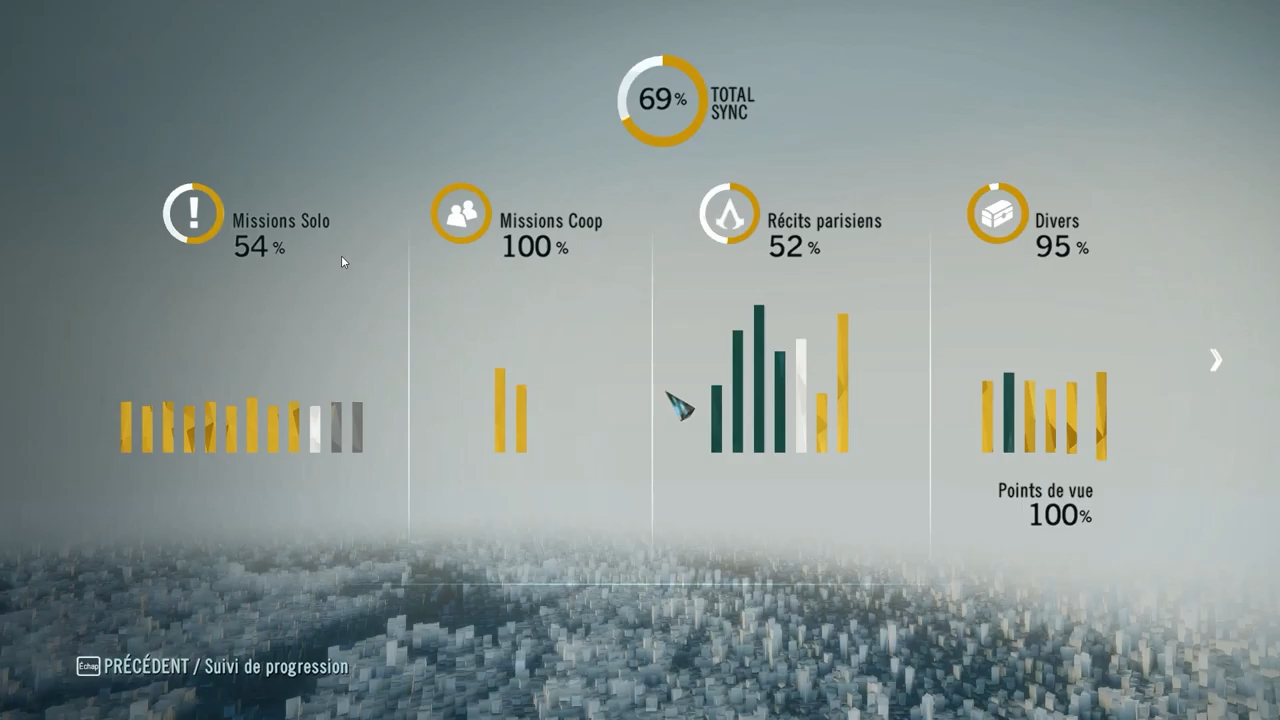 69 %
TOTAL
SYNC
Missions Solo
54 %
Missions Coop
100 %
Récits parisiens
52 %
Divers
95 %
Points de vue
100%
Échap PRÉCÉDENT / Suivi de progression